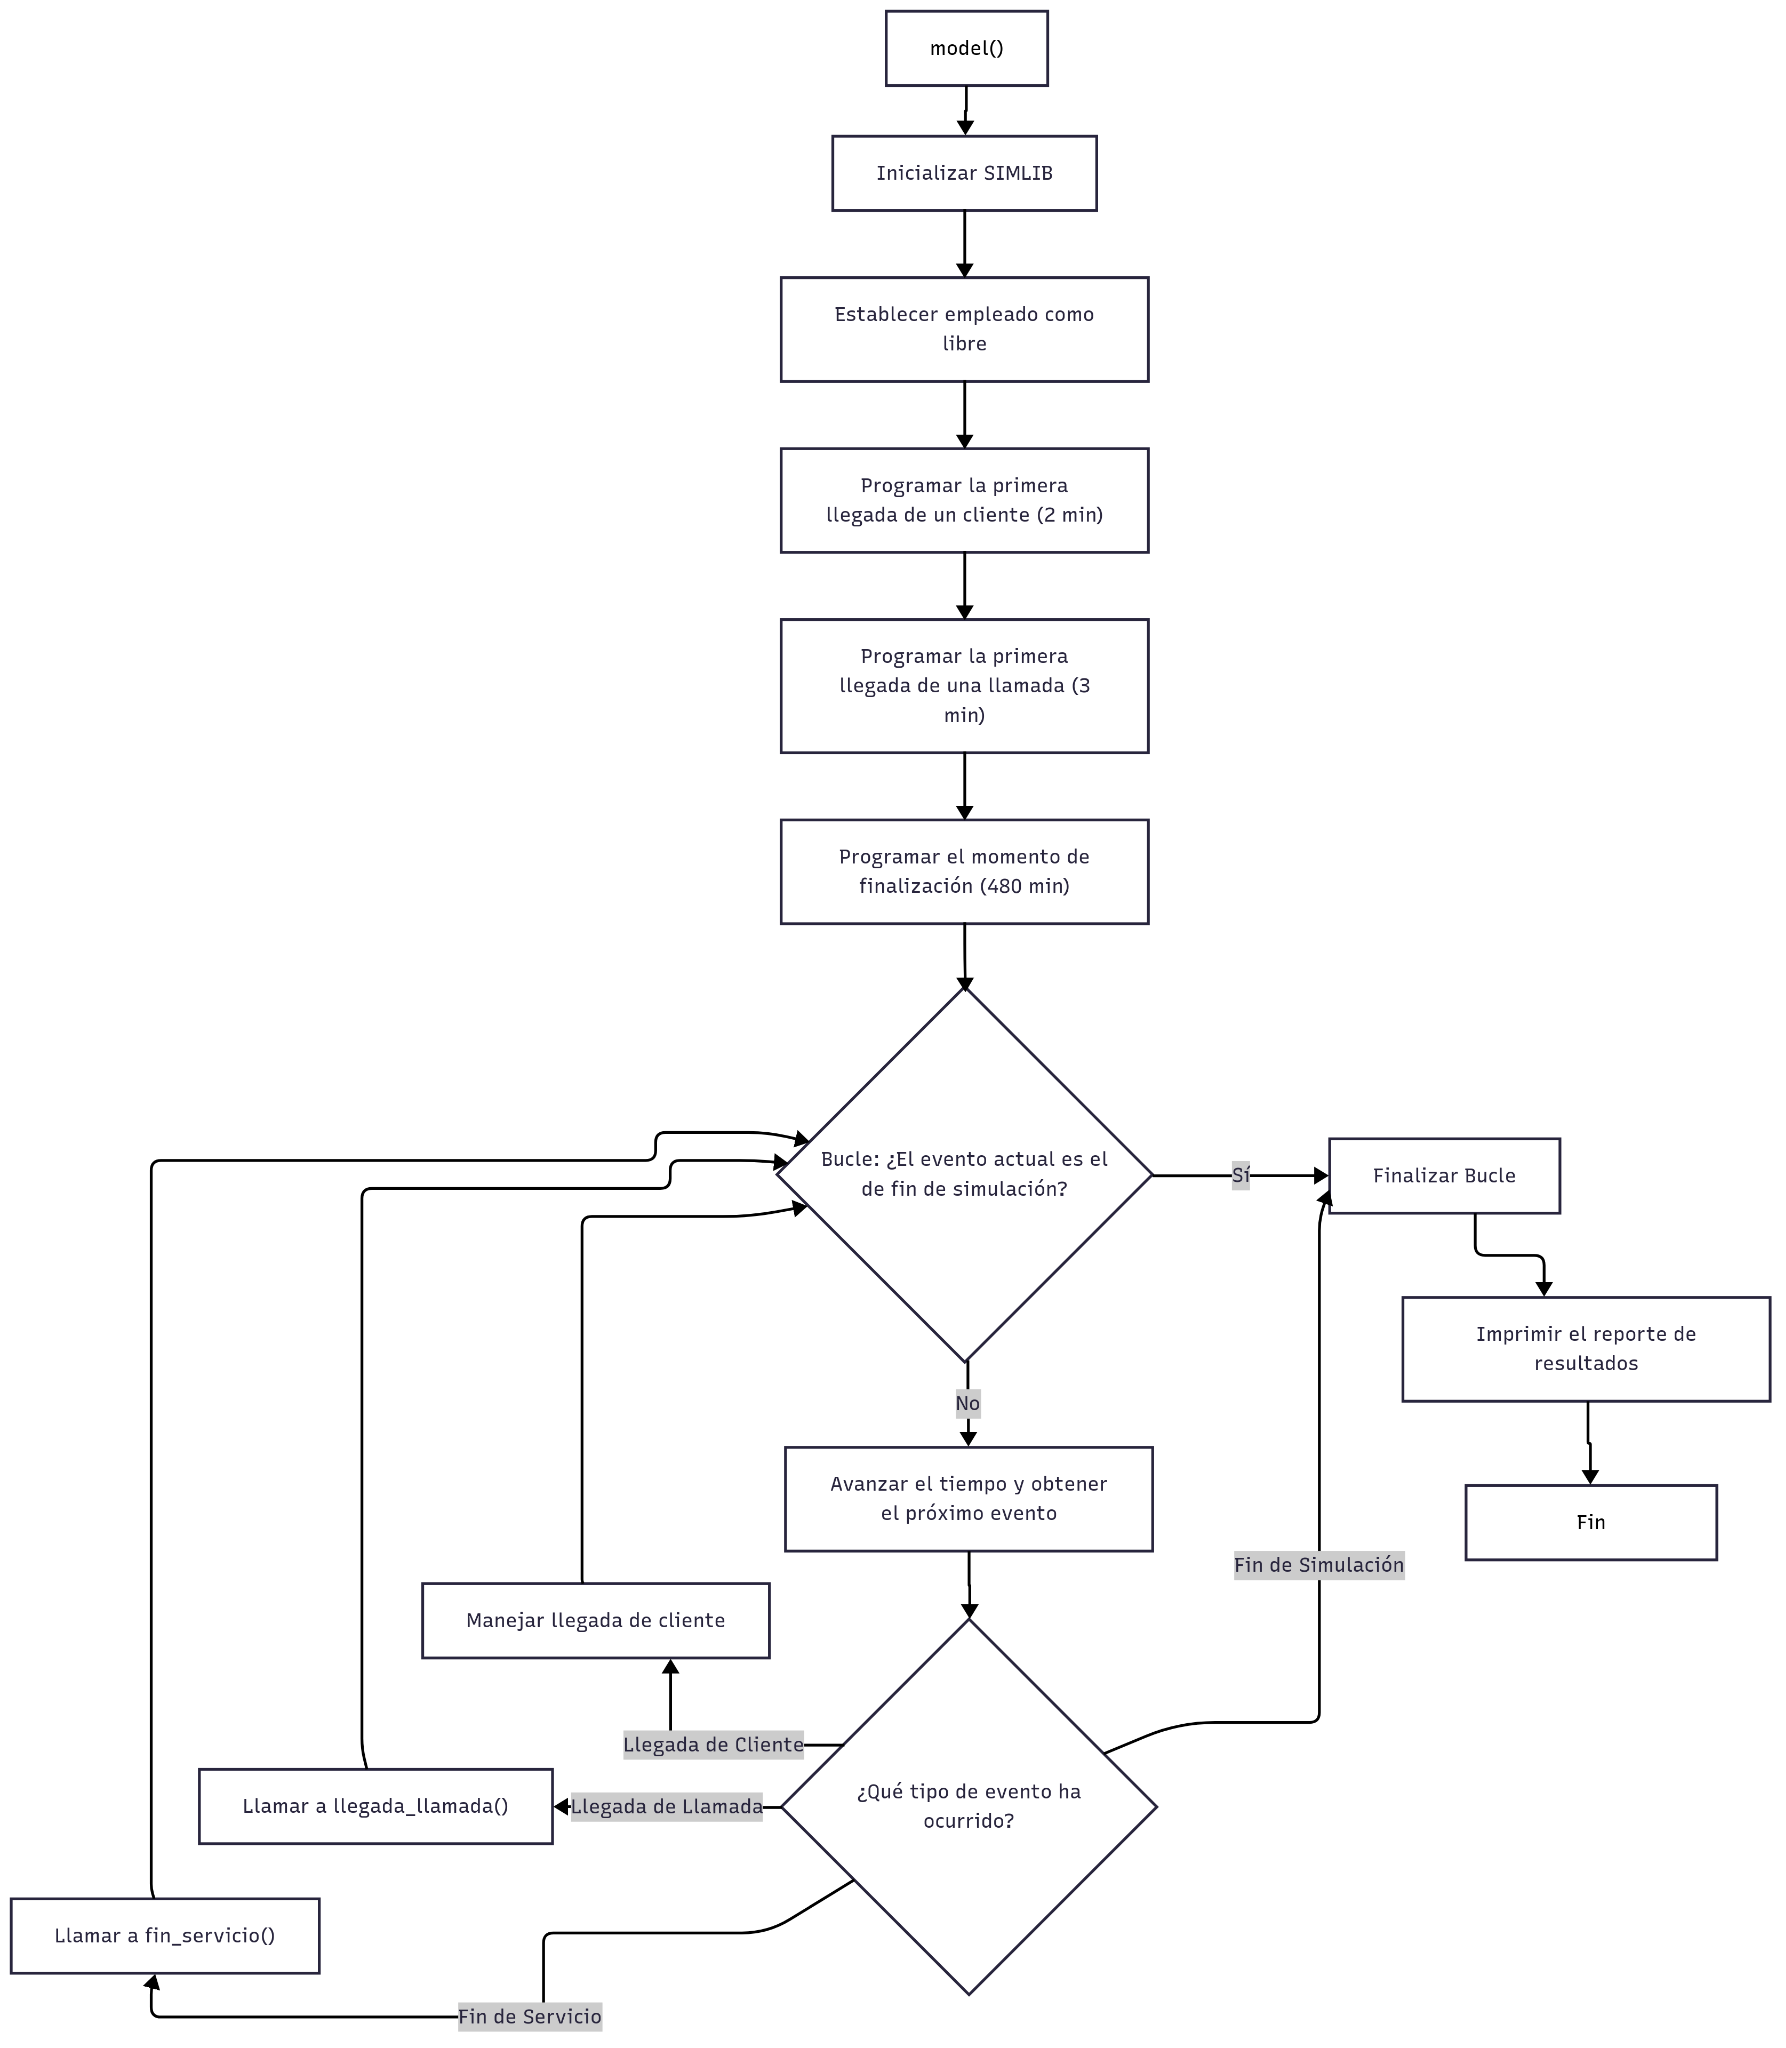 model()
Inicializar SIMLIB
Establecer empleado como
libre
Programar la primera
llegada de un cliente (2 min)
Programar la primera
llegada de una llamada (3
min)
Programar el momento de
finalización (480 min)
Bucle: ¿El evento actual es el
de fin de simulación?
Sí
Finalizar Bucle
Imprimir el reporte de
resultados
Fin
No
Avanzar el tiempo y obtener
el próximo evento
Fin de Simulación
Manejar llegada de cliente
Llegada de Cliente
¿Qué tipo de evento ha
ocurrido?
Llegada de Llamada
Llamar a llegada_llamada()
Llamar a fin_servicio()
Fin de Servicio